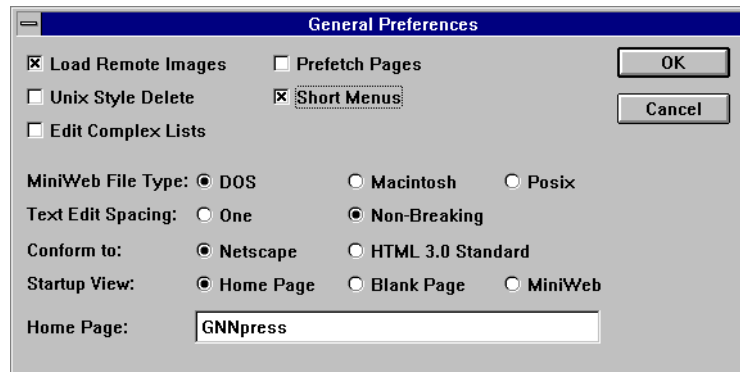 General Preferences
Load Remote Images Prefetch Pages OK
Unix Style Delete Short Menus Cancel
Edit Complex Lists
MiniWeb File Type: DOS Macintosh Posix
Text Edit Spacing: One Non-Breaking
Conform to: Netscape HTML 3.0 Standard
Startup View: Home Page Blank Page MiniWeb
Home Page: GNNpress